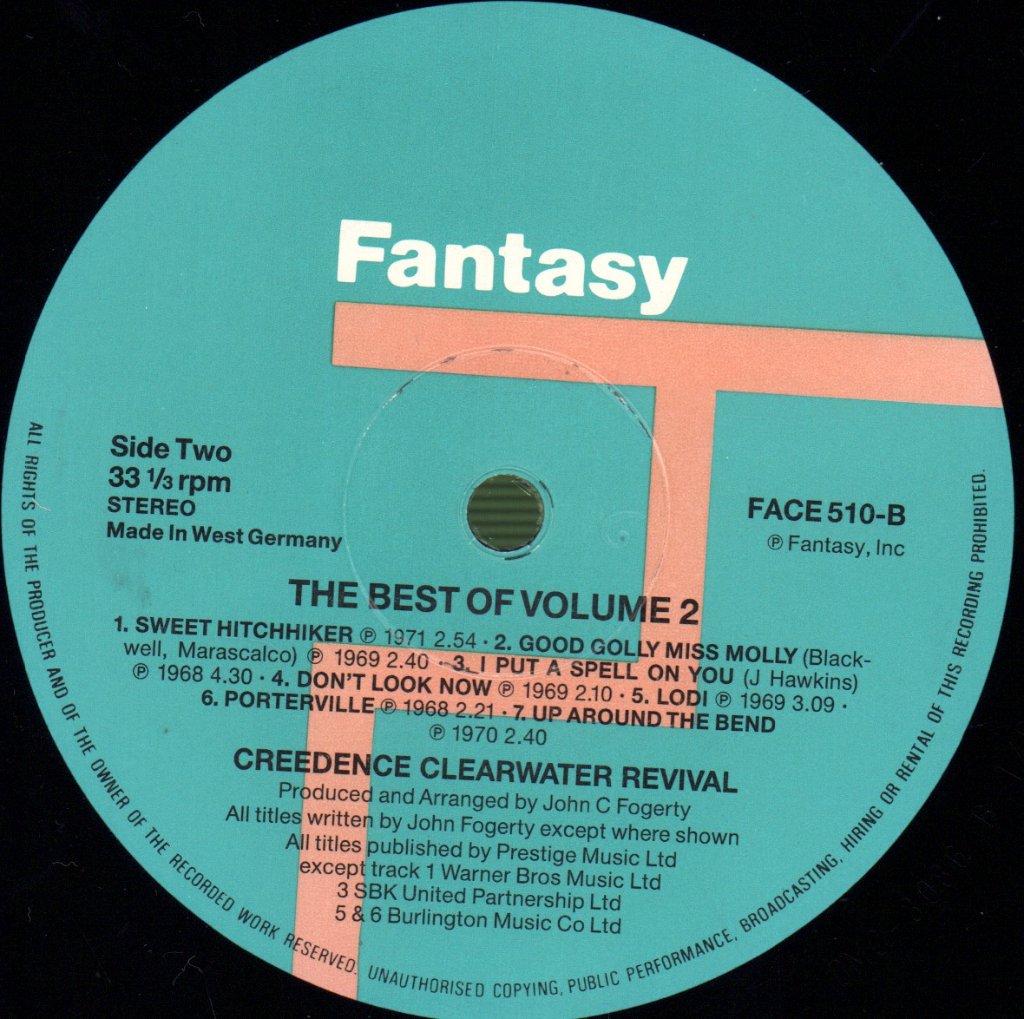 Fantasy
Side Two
33 ⅓ rpm
STEREO
Made In West Germany
FACE 510-B
℗ Fantasy, Inc
THE BEST OF VOLUME 2
1. SWEET HITCHHIKER ℗ 1971 2.54 · 2. GOOD GOLLY MISS MOLLY (Black-
well, Marascalco) ℗ 1969 2.40 · 3. I PUT A SPELL ON YOU (J Hawkins)
℗ 1968 4.30 · 4. DON'T LOOK NOW ℗ 1969 2.10 · 5. LODI ℗ 1969 3.09 ·
6. PORTERVILLE ℗ 1968 2.21 · 7. UP AROUND THE BEND
℗ 1970 2.40
CREEDENCE CLEARWATER REVIVAL
Produced and Arranged by John C Fogerty
All titles written by John Fogerty except where shown
All titles published by Prestige Music Ltd
except track 1 Warner Bros Music Ltd
3 SBK United Partnership Ltd
5 & 6 Burlington Music Co Ltd
ALL RIGHTS OF THE PRODUCER AND OF THE OWNER OF THE RECORDED WORK RESERVED. UNAUTHORISED COPYING, PUBLIC PERFORMANCE, BROADCASTING, HIRING OR RENTAL OF THIS RECORDING PROHIBITED.